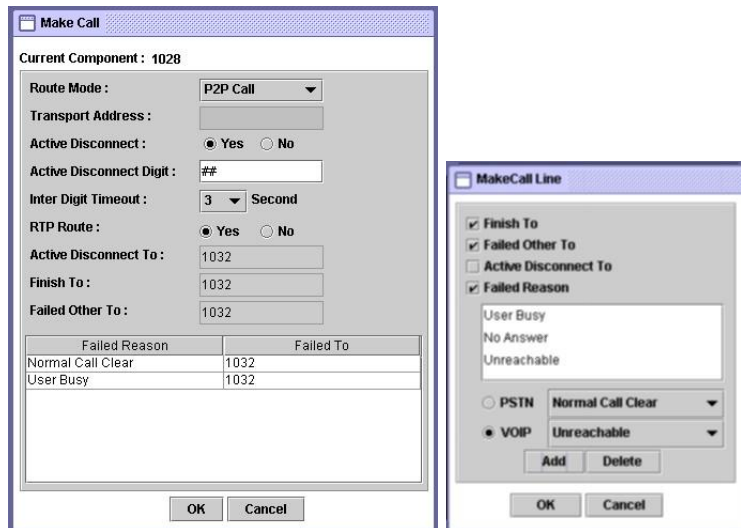 Make Call
Current Component : 1028
Route Mode : P2P Call
Transport Address :
Active Disconnect : Yes No
Active Disconnect Digit : ##
Inter Digit Timeout : 3 Second
RTP Route : Yes No
Active Disconnect To : 1032
Finish To : 1032
Failed Other To : 1032
Failed Reason Failed To
Normal Call Clear 1032
User Busy 1032
OK Cancel
MakeCall Line
Finish To
Failed Other To
Active Disconnect To
Failed Reason
User Busy
No Answer
Unreachable
PSTN Normal Call Clear
VOIP Unreachable
Add Delete
OK Cancel